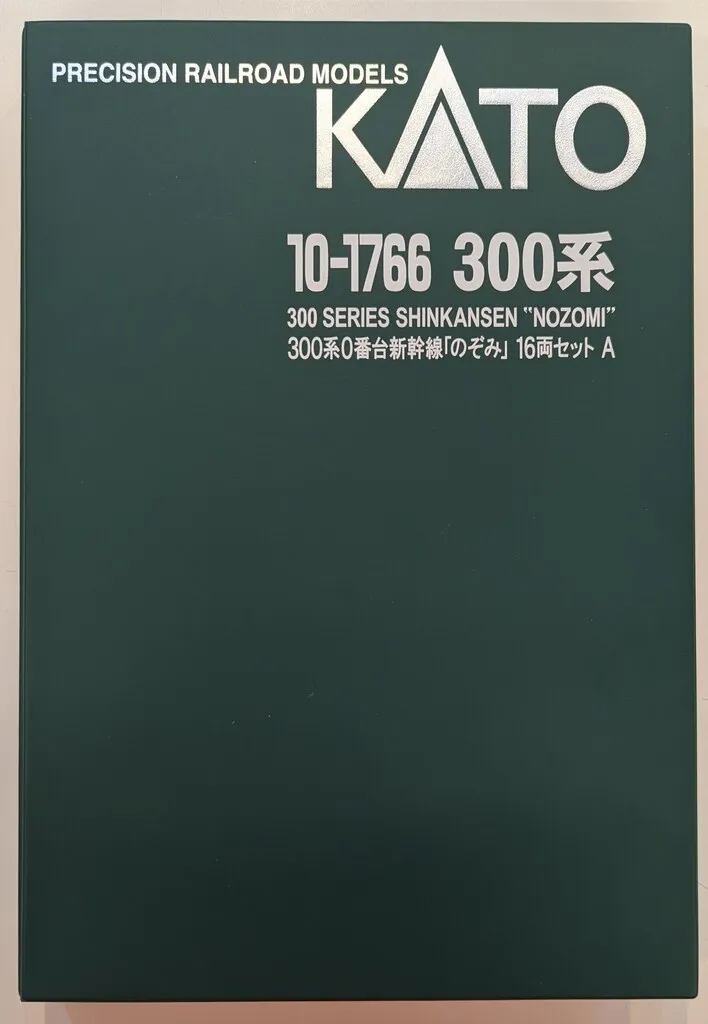 PRECISION RAILROAD MODELS
KATO
10-1766 300系
300 SERIES SHINKANSEN "NOZOMI"
300系0番台新幹線「のぞみ」 16両セット A